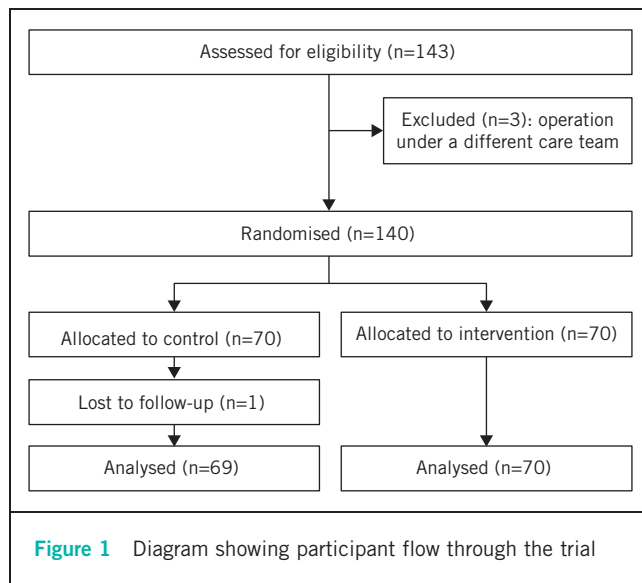 Assessed for eligibility (n=143)
Excluded (n=3): operation
under a different care team
Randomised (n=140)
Allocated to control (n=70)
Allocated to intervention (n=70)
Lost to follow-up (n=1)
Analysed (n=69)
Analysed (n=70)
Figure 1 Diagram showing participant flow through the trial